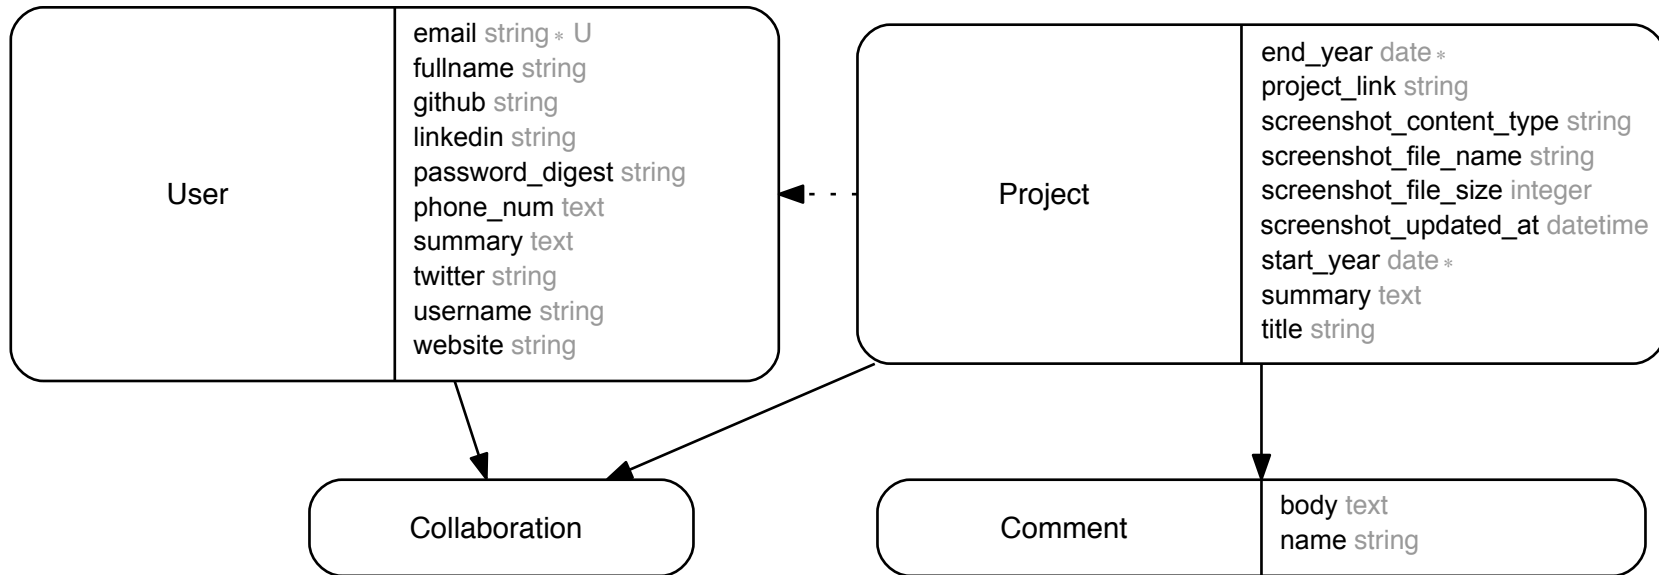 User
email string∗ U
fullname string
github string
linkedin string
password_digest string
phone_num text
summary text
twitter string
username string
website string
Project
end_year date∗
project_link string
screenshot_content_type string
screenshot_file_name string
screenshot_file_size integer
screenshot_updated_at datetime
start_year date∗
summary text
title string
Collaboration
Comment
body text
name string